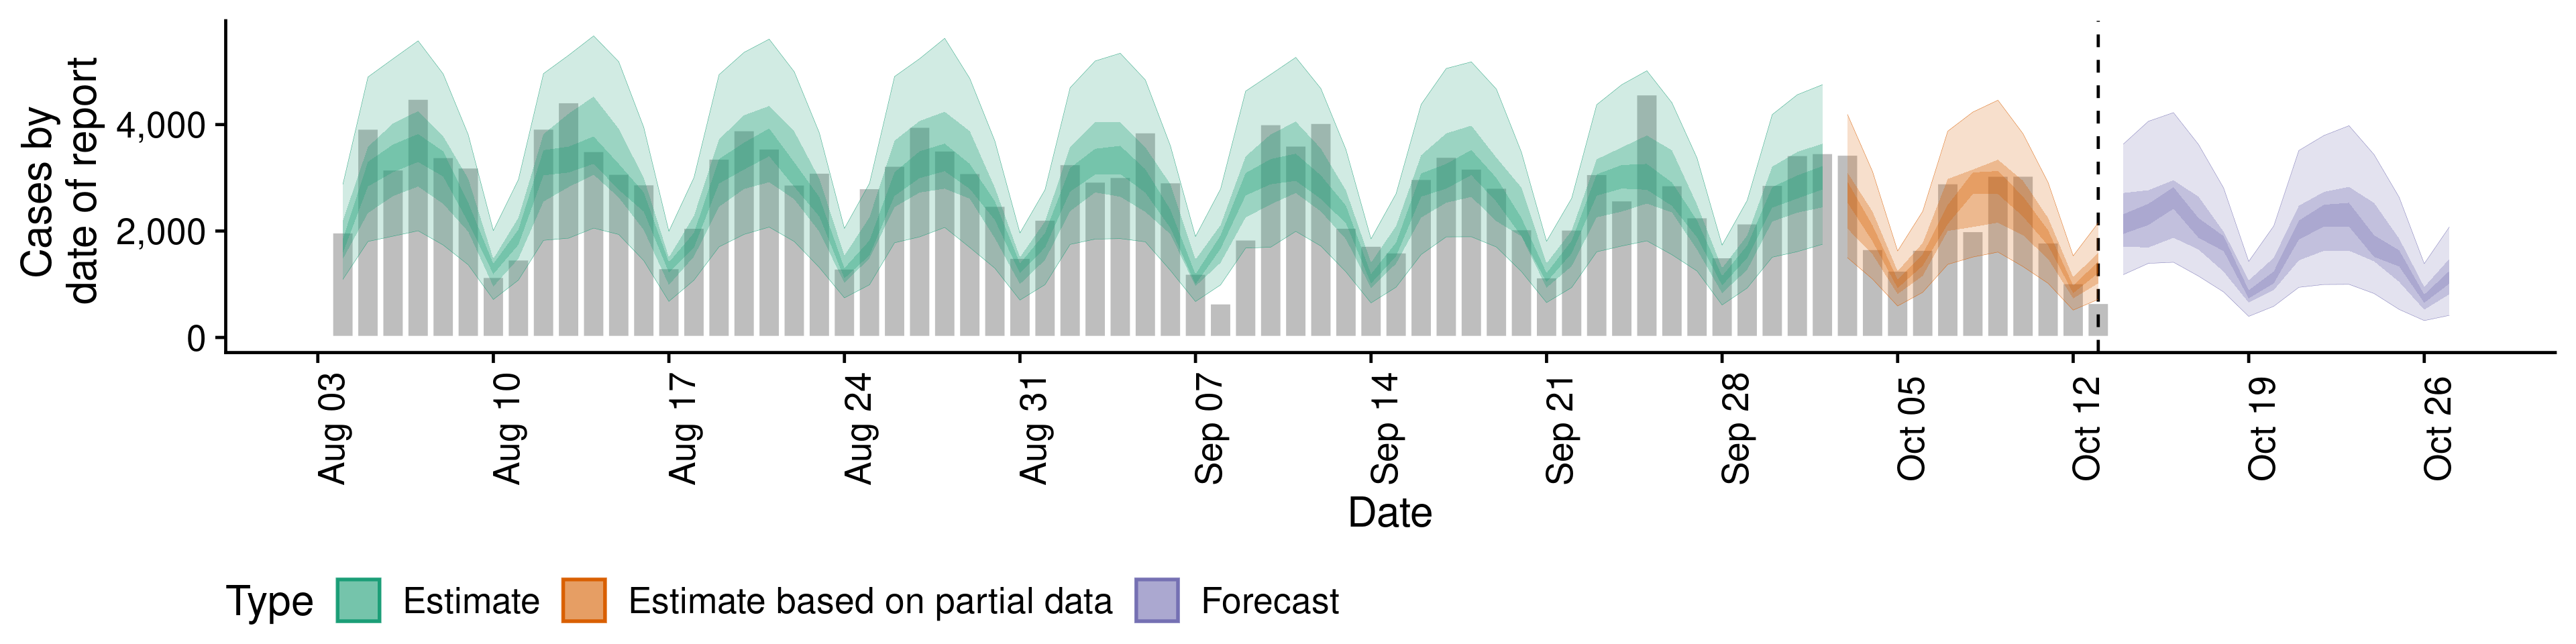 Cases by
date of report
4,000
2,000
0
Aug 03
Aug 10
Aug 17
Aug 24
Aug 31
Sep 07
Sep 14
Sep 21
Sep 28
Oct 05
Oct 12
Oct 19
Oct 26
Date
Type Estimate Estimate based on partial data Forecast